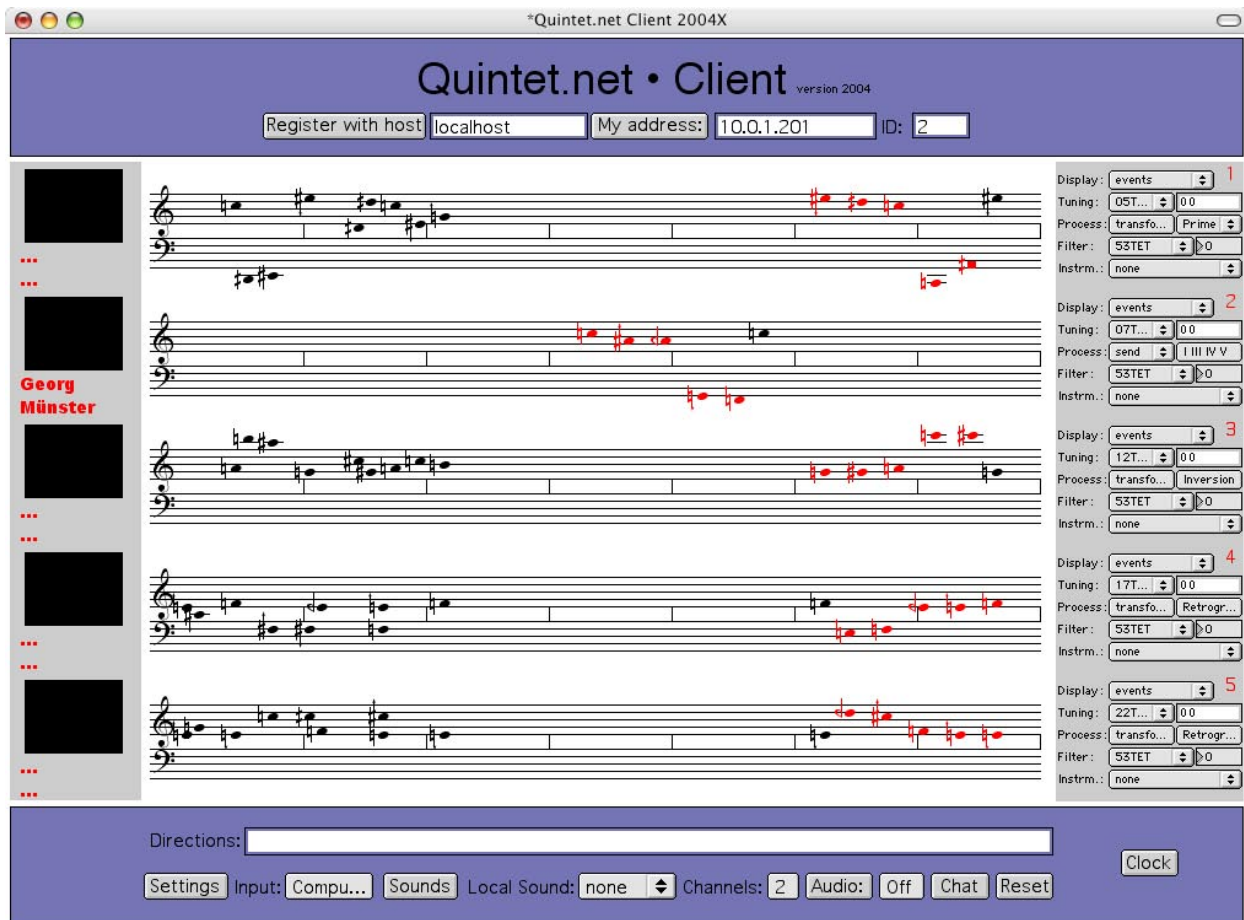 *Quintet.net Client 2004X
Quintet.net • Client version 2004
Register with host localhost My address: 10.0.1.201 ID: 2
...
...
Georg
Münster
...
...
...
...
...
...
Display: events 1
Tuning: 05T... 0 0
Process: transfo... Prime
Filter: 53TET 0
Instrm.: none
Display: events 2
Tuning: 07T... 0 0
Process: send I III IV V
Filter: 53TET 0
Instrm.: none
Display: events 3
Tuning: 12T... 0 0
Process: transfo... Inversion
Filter: 53TET 0
Instrm.: none
Display: events 4
Tuning: 17T... 0 0
Process: transfo... Retrogr...
Filter: 53TET 0
Instrm.: none
Display: events 5
Tuning: 22T... 0 0
Process: transfo... Retrogr...
Filter: 53TET 0
Instrm.: none
Directions:
Clock
Settings Input: Compu... Sounds Local Sound: none Channels: 2 Audio: Off Chat Reset